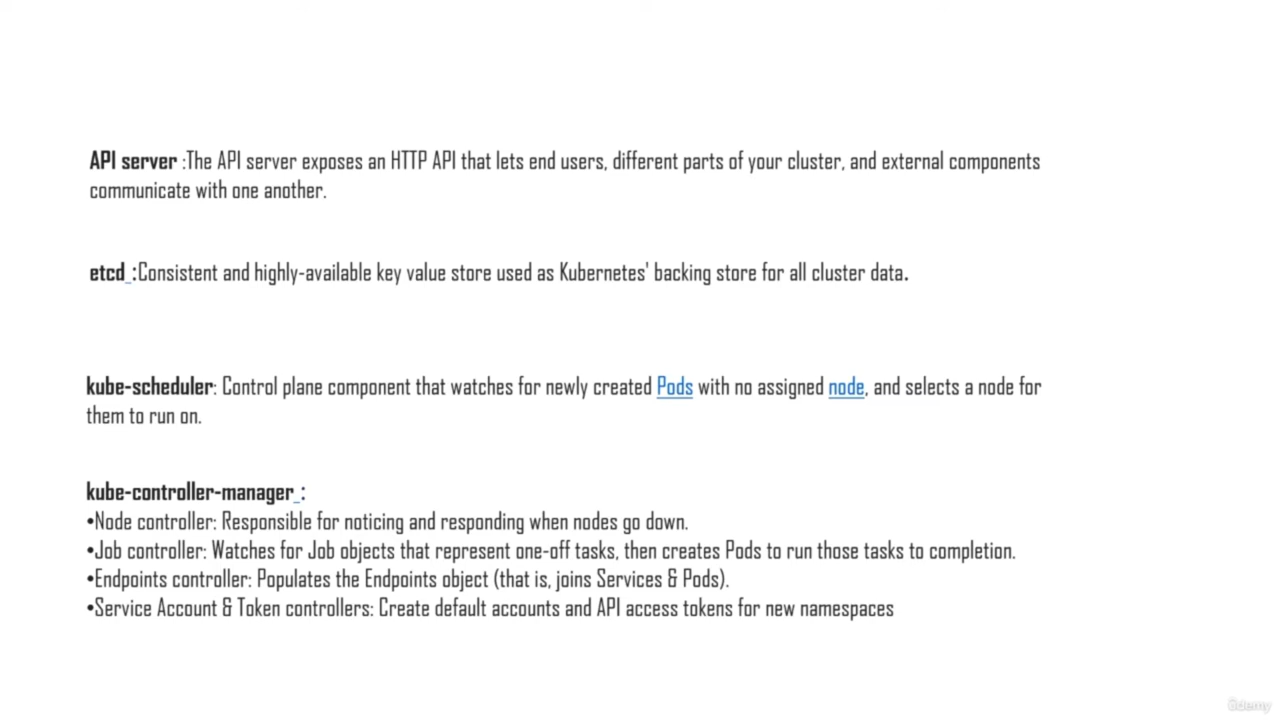 API server :The API server exposes an HTTP API that lets end users, different parts of your cluster, and external components
communicate with one another.
etcd_:Consistent and highly-available key value store used as Kubernetes' backing store for all cluster data.
kube-scheduler: Control plane component that watches for newly created Pods with no assigned node, and selects a node for
them to run on.
kube-controller-manager_:
•Node controller: Responsible for noticing and responding when nodes go down.
•Job controller: Watches for Job objects that represent one-off tasks, then creates Pods to run those tasks to completion.
•Endpoints controller: Populates the Endpoints object (that is, joins Services & Pods).
•Service Account & Token controllers: Create default accounts and API access tokens for new namespaces
ûdemy